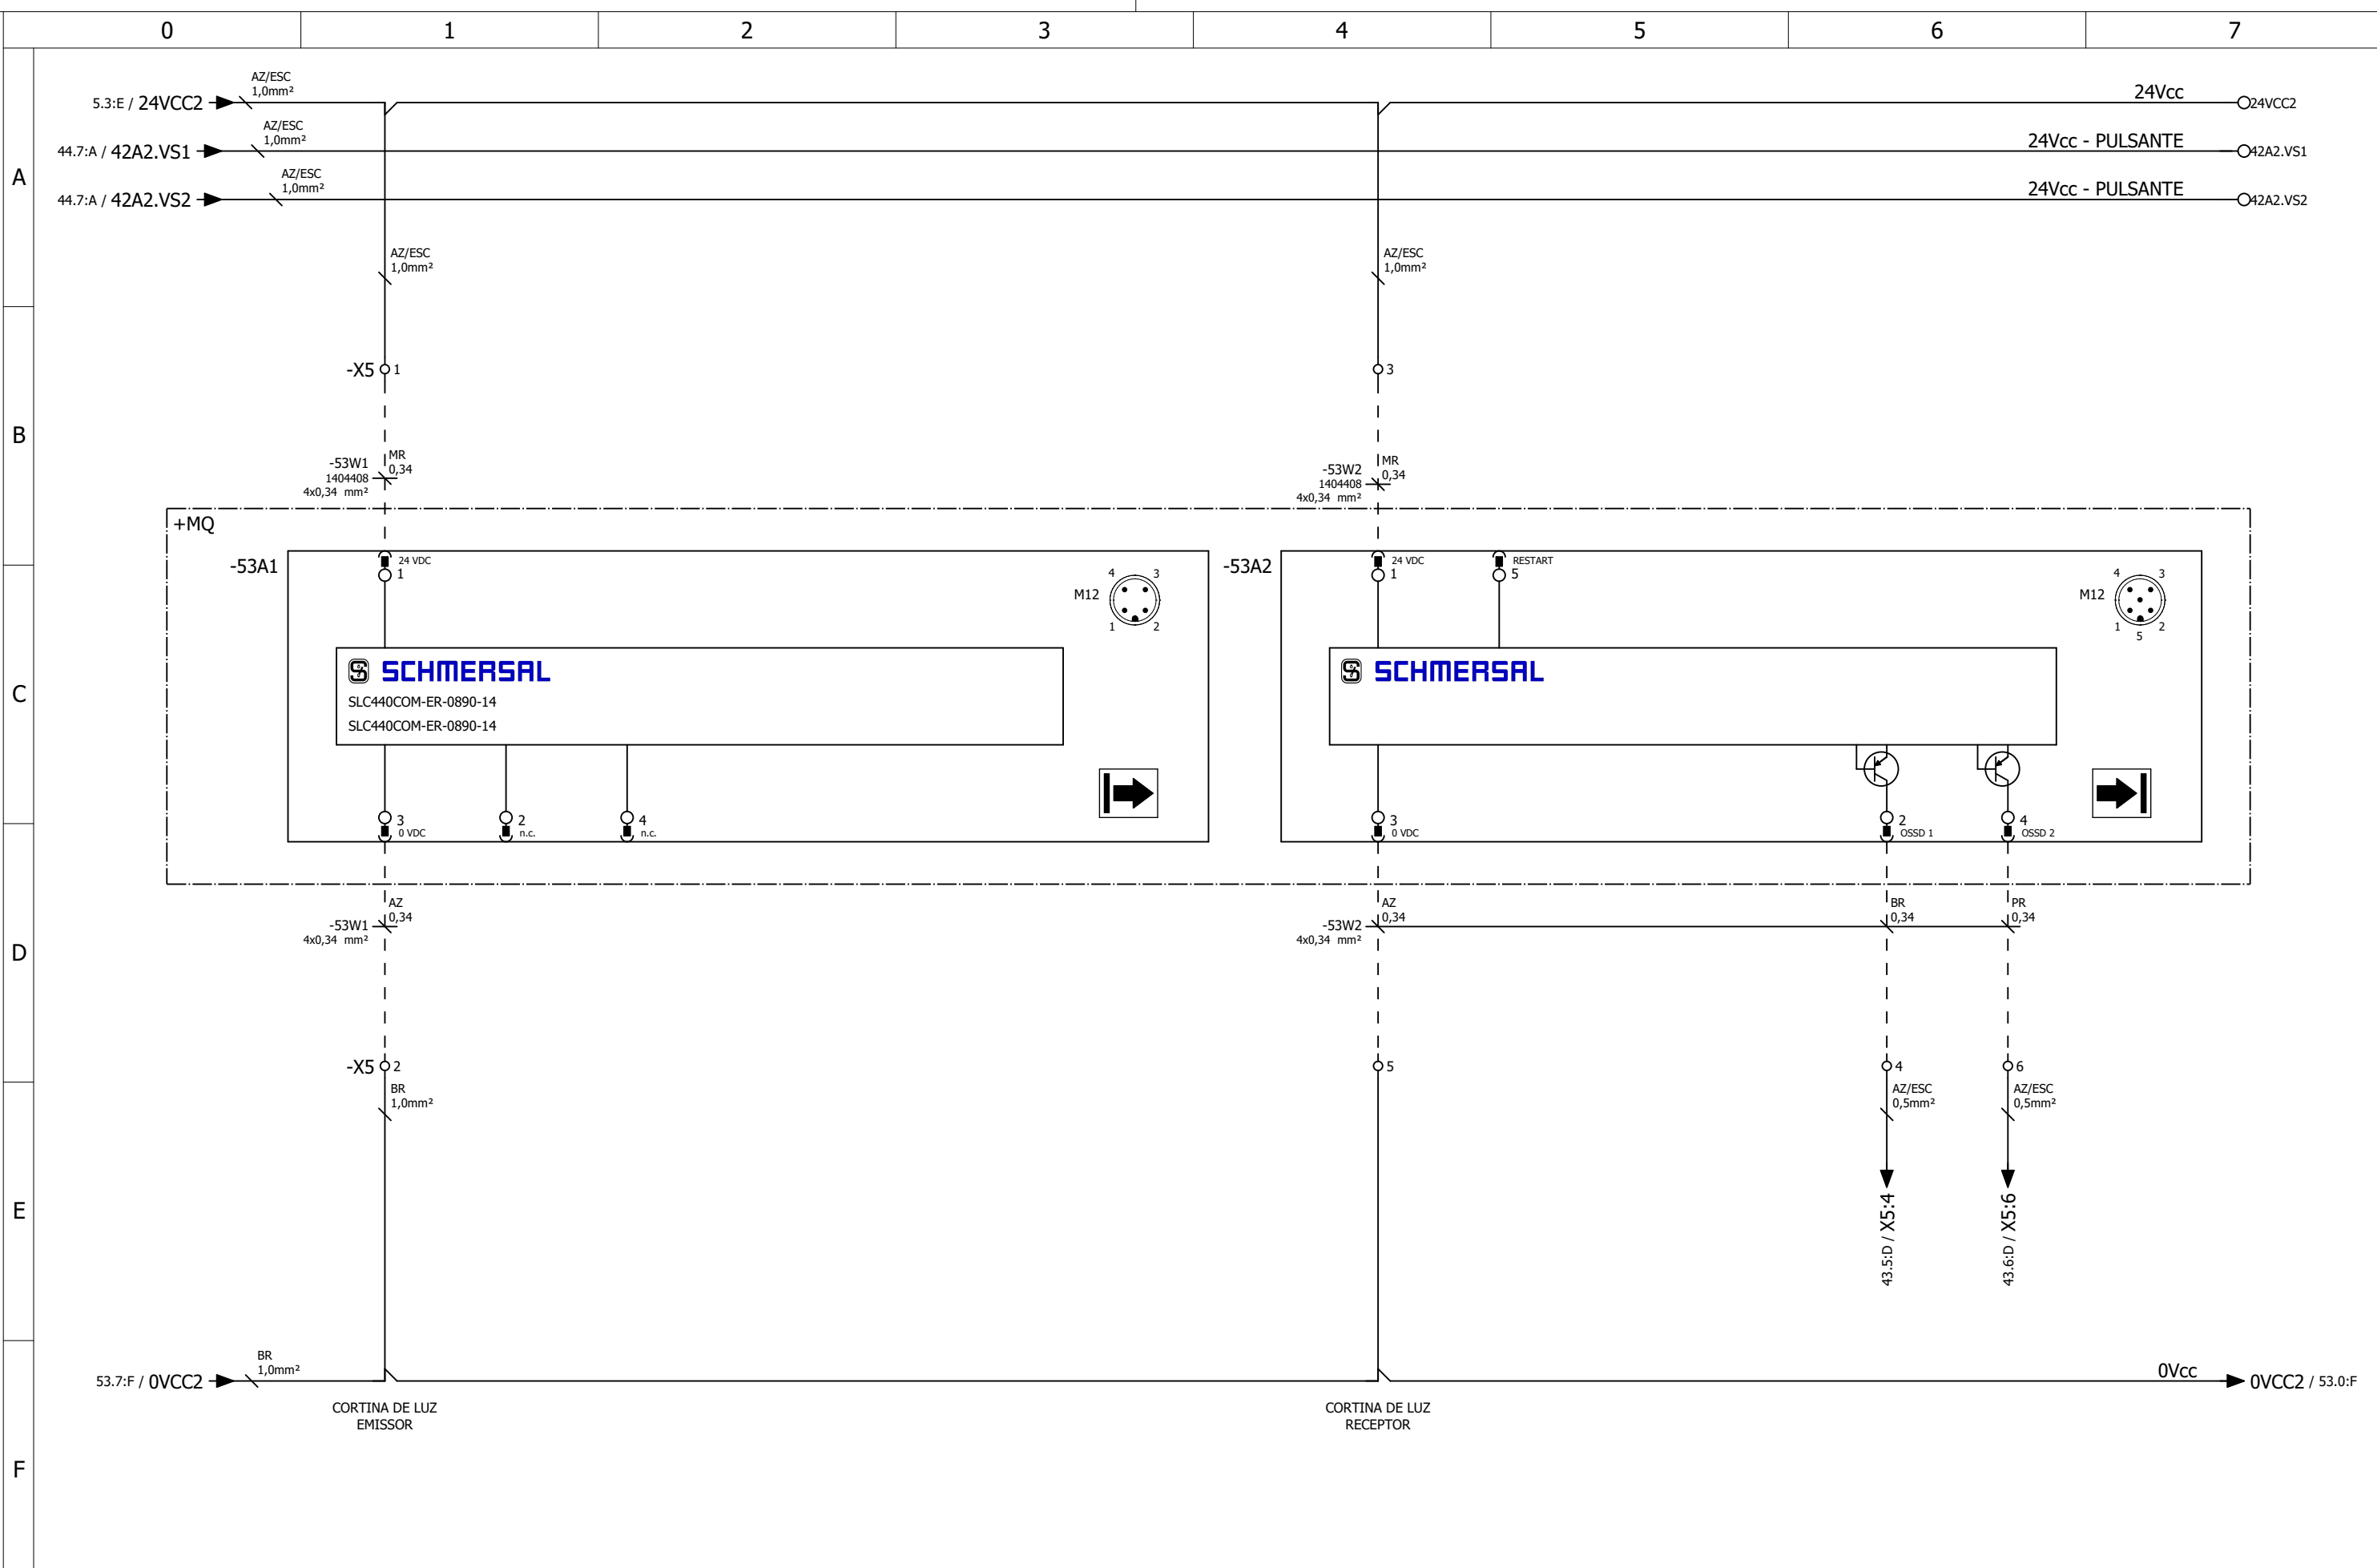 0 1 2 3 4 5 6 7
A
B
C
D
E
F
AZ/ESC
1,0mm²
5.3:E / 24VCC2
24Vcc
24VCC2
AZ/ESC
1,0mm²
44.7:A / 42A2.VS1
24Vcc - PULSANTE
42A2.VS1
AZ/ESC
1,0mm²
44.7:A / 42A2.VS2
24Vcc - PULSANTE
42A2.VS2
AZ/ESC
1,0mm²
AZ/ESC
1,0mm²
-X5 1
3
-53W1
1404408
4x0,34 mm²
MR
0,34
-53W2
1404408
4x0,34 mm²
MR
0,34
+MQ
-53A1
24 VDC
1
M12
4 3
1 2
SCHMERSAL
SLC440COM-ER-0890-14
SLC440COM-ER-0890-14
3
0 VDC
2
n.c.
4
n.c.
-53A2
24 VDC
1
RESTART
5
M12
4 3
1 2
5
SCHMERSAL
3
0 VDC
2
OSSD 1
4
OSSD 2
-53W1
4x0,34 mm²
AZ
0,34
-53W2
4x0,34 mm²
AZ
0,34
BR
0,34
PR
0,34
-X5 2
5
4
6
BR
1,0mm²
AZ/ESC
0,5mm²
AZ/ESC
0,5mm²
43.5:D / X5:4
43.6:D / X5:6
BR
1,0mm²
53.7:F / 0VCC2
0Vcc
0VCC2 / 53.0:F
CORTINA DE LUZ
EMISSOR
CORTINA DE LUZ
RECEPTOR